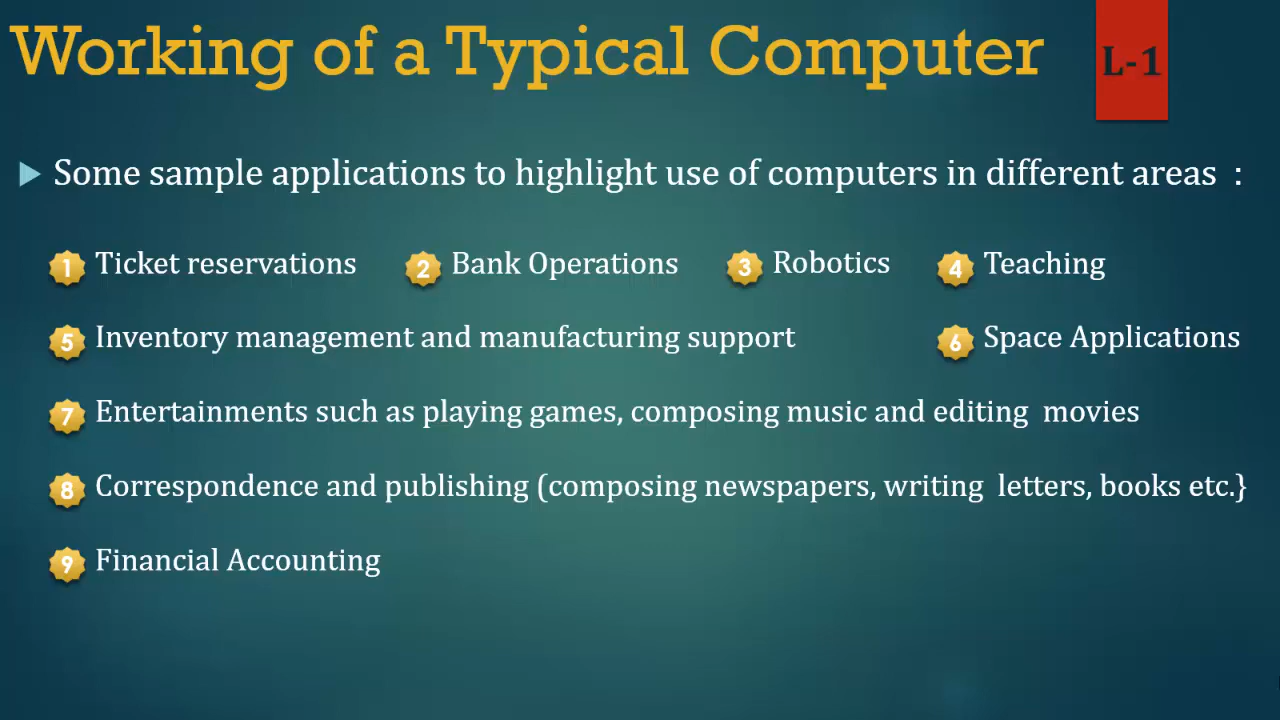 Working of a Typical Computer L-1
Some sample applications to highlight use of computers in different areas :
1 Ticket reservations 2 Bank Operations 3 Robotics 4 Teaching
5 Inventory management and manufacturing support 6 Space Applications
7 Entertainments such as playing games, composing music and editing movies
8 Correspondence and publishing (composing newspapers, writing letters, books etc.}
9 Financial Accounting